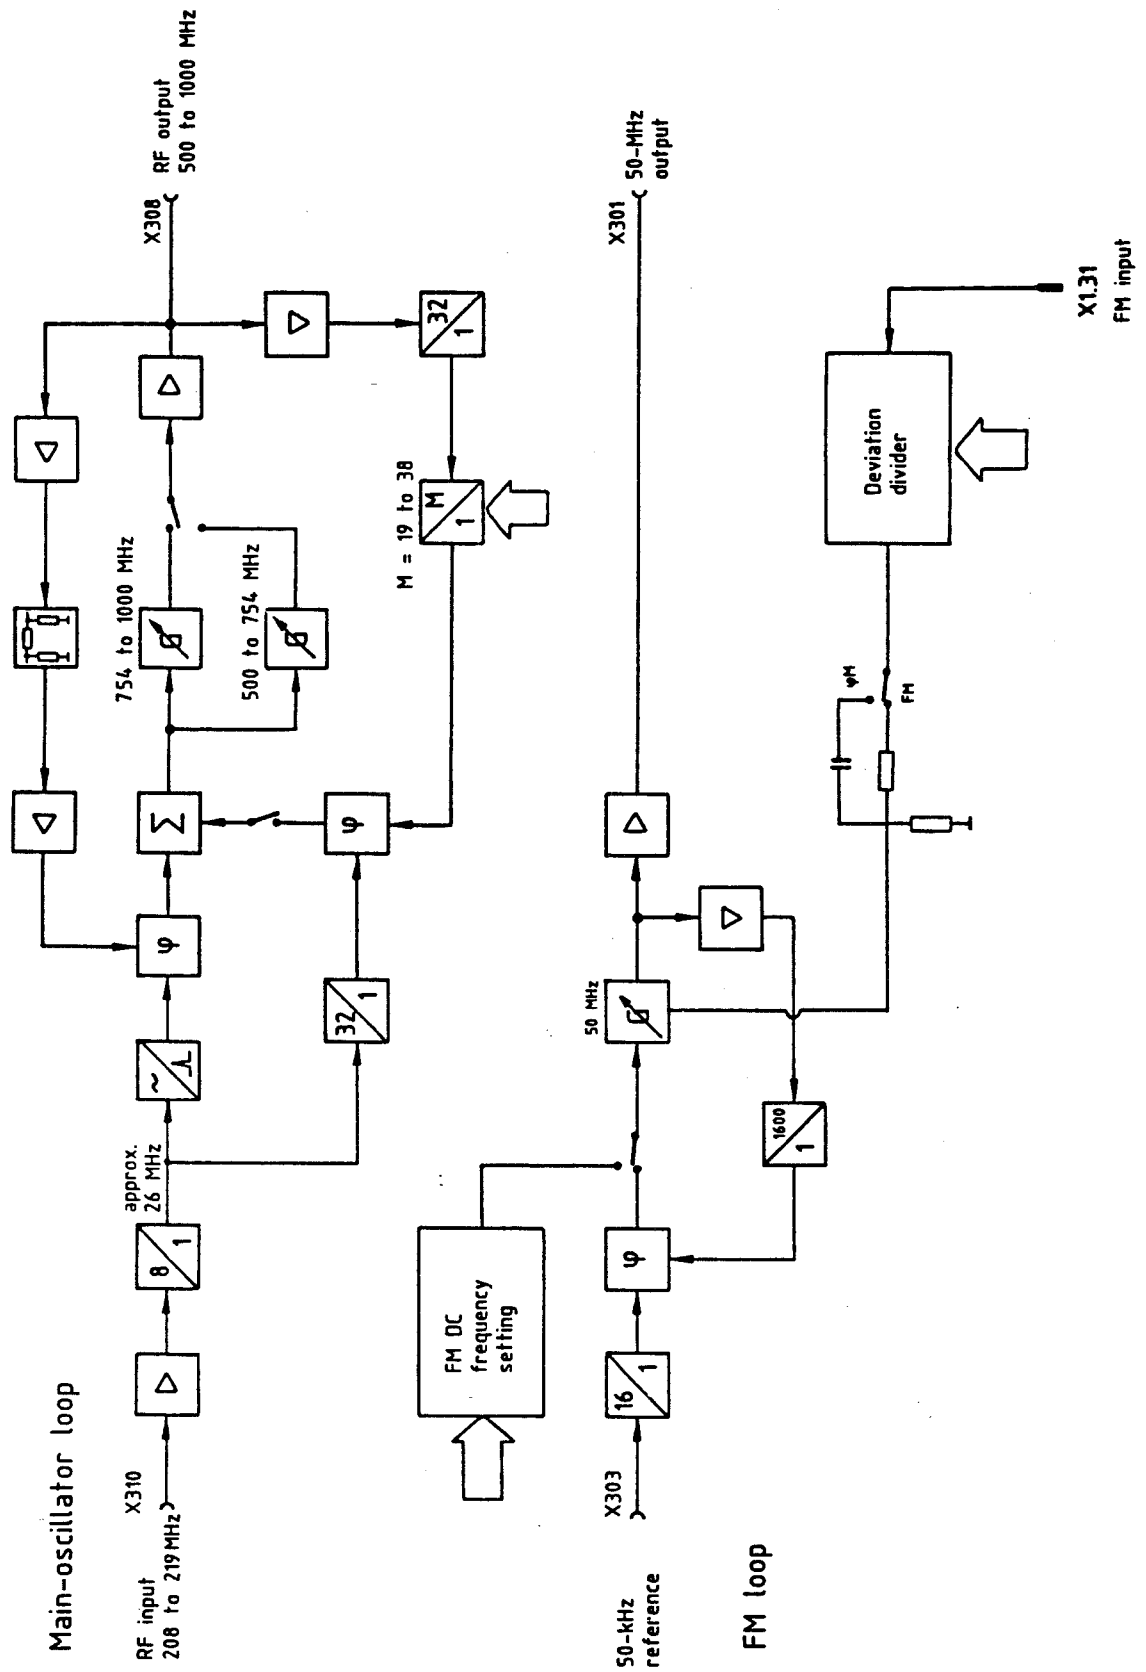 Main-oscillator loop
RF input
208 to 219 MHz
X310
8
1
approx.
26 MHz
~
φ
Σ
754 to 1000 MHz
500 to 754 MHz
X308
RF output
500 to 1000 MHz
32
1
φ
M = 19 to 38
M
1
32
1
FM DC
frequency
setting
50-kHz
reference
X303
16
1
φ
50 MHz
1600
1
X301
50-MHz
output
φM
FM
Deviation
divider
X1.31
FM input
FM loop